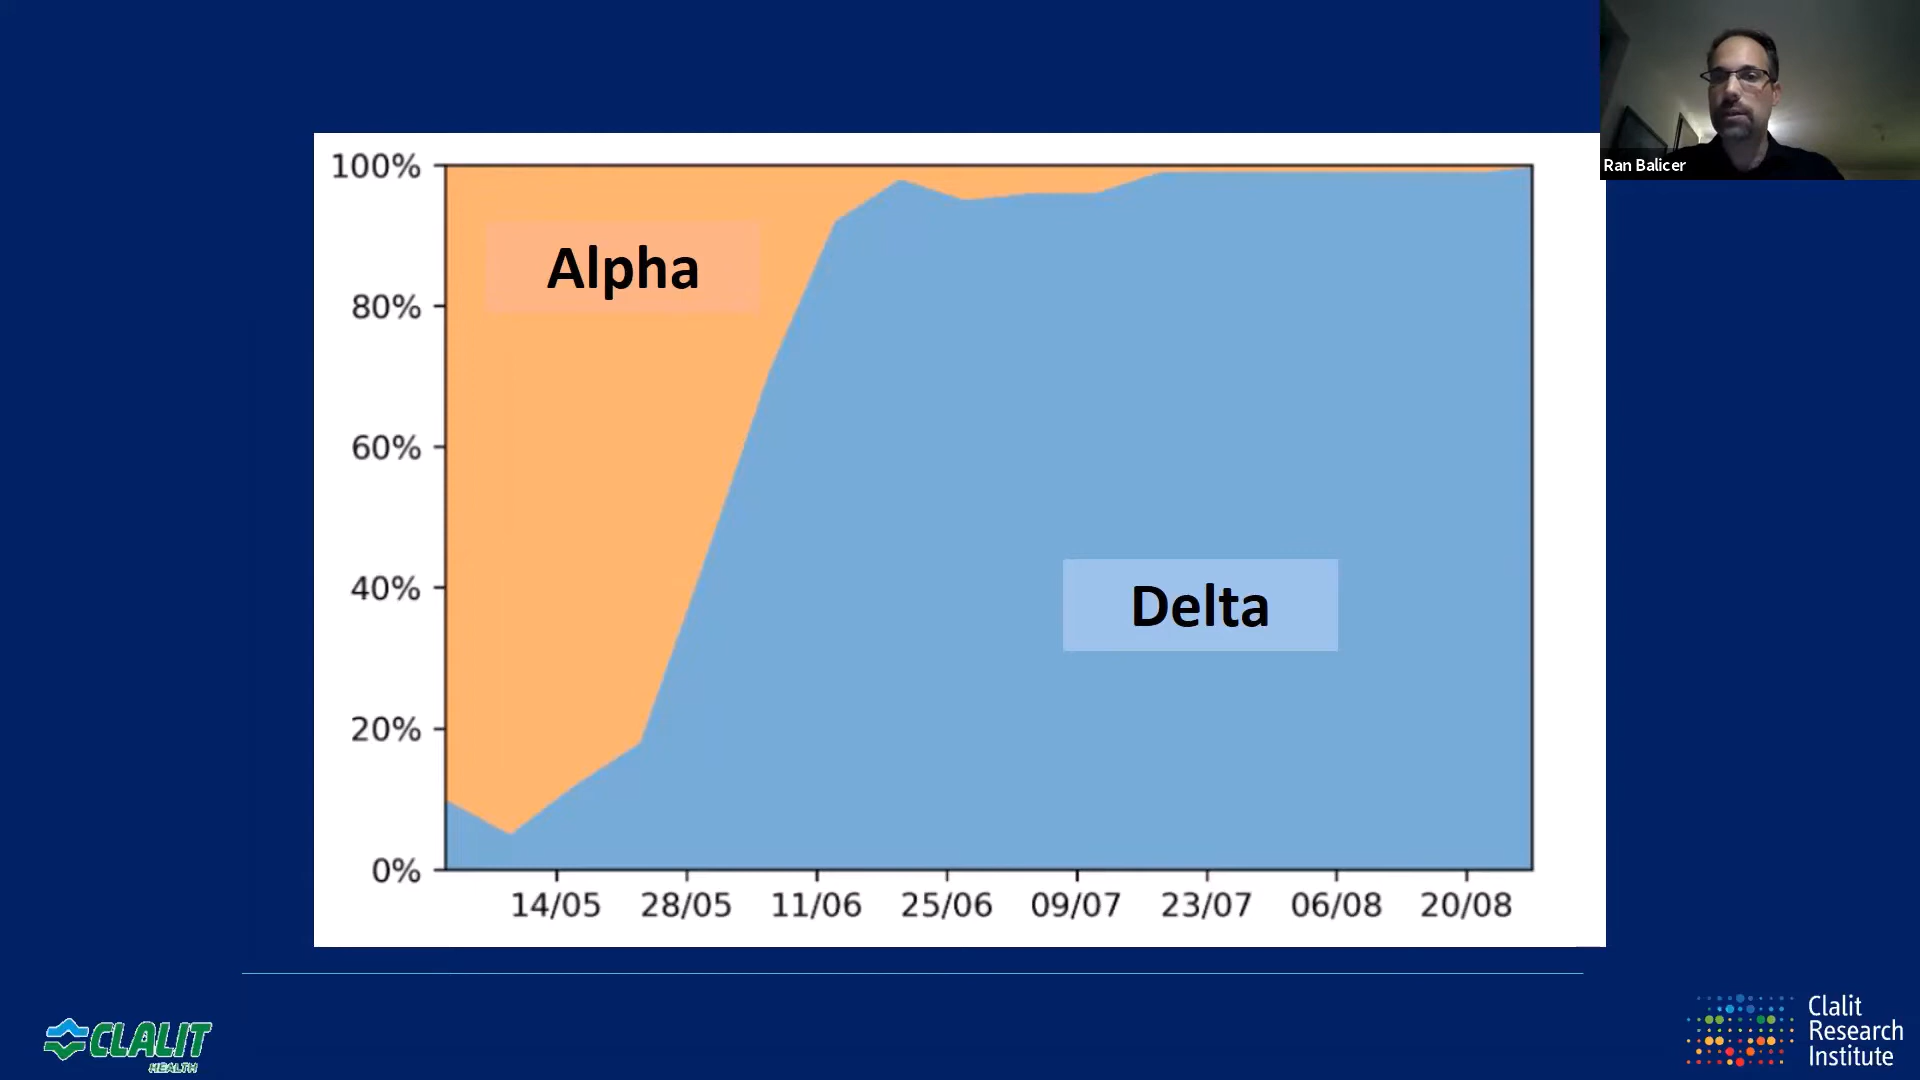 Ran Balicer
100%
80%
60%
40%
20%
0%
Alpha
Delta
14/05 28/05 11/06 25/06 09/07 23/07 06/08 20/08
CLALIT
HEALTH
Clalit
Research
Institute